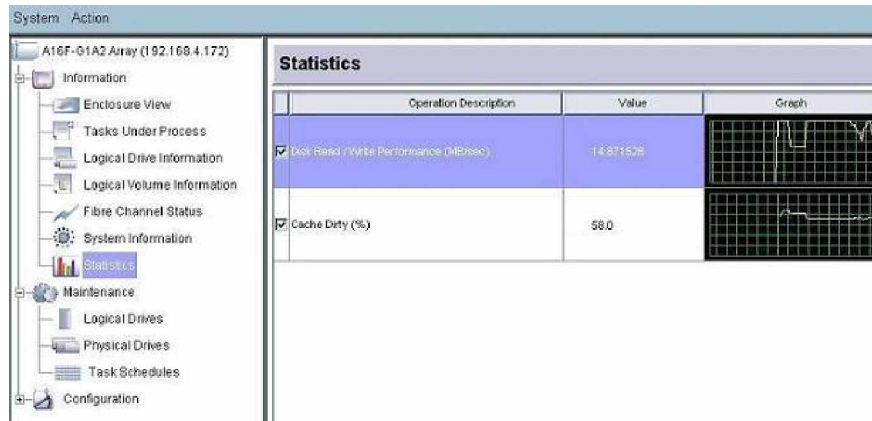 System Action
A16F-G1A2 Array (192.168.4.172)
Information
Enclosure View
Tasks Under Process
Logical Drive Information
Logical Volume Information
Fibre Channel Status
System Information
Statistics
Maintenance
Logical Drives
Physical Drives
Task Schedules
Configuration
Statistics
Operation Description Value Graph
Disk Read /Write Performance (MB/sec) 14.871528
Cache Dirty (%) 58.0